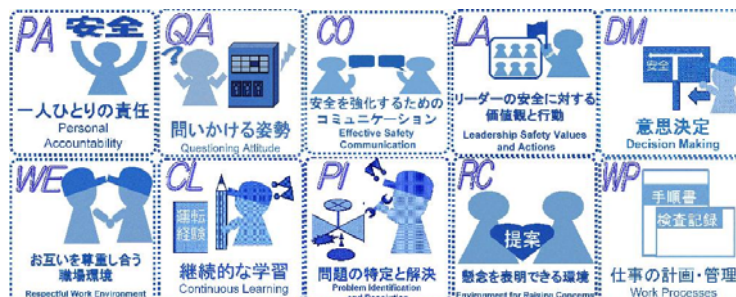 PA
安全
一人ひとりの責任
Personal
Accountability
QA
?
問いかける姿勢
Questioning Attitude
CO
安全を強化するための
コミュニケーション
Effective Safety
Communication
LA
リーダーの安全に対する
価値観と行動
Leadership Safety Values
and Actions
DM
安全
意思決定
Decision Making
WE
お互いを尊重し合う
職場環境
Respectful Work Environment
CL
運転
経験
継続的な学習
Continuous Learning
PI
問題の特定と解決
Problem Identification
and Resolution
RC
提案
懸念を表明できる環境
Environment for Raising Concerns
WP
手順書
検査記録
仕事の計画・管理
Work Processes